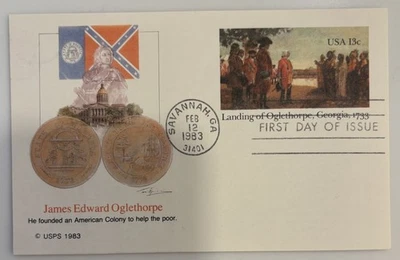 USA 13c
Landing of Oglethorpe, Georgia, 1733
SAVANNAH, GA
FEB
12
1983
31401
FIRST DAY OF ISSUE
James Edward Oglethorpe
He founded an American Colony to help the poor.
© USPS 1983